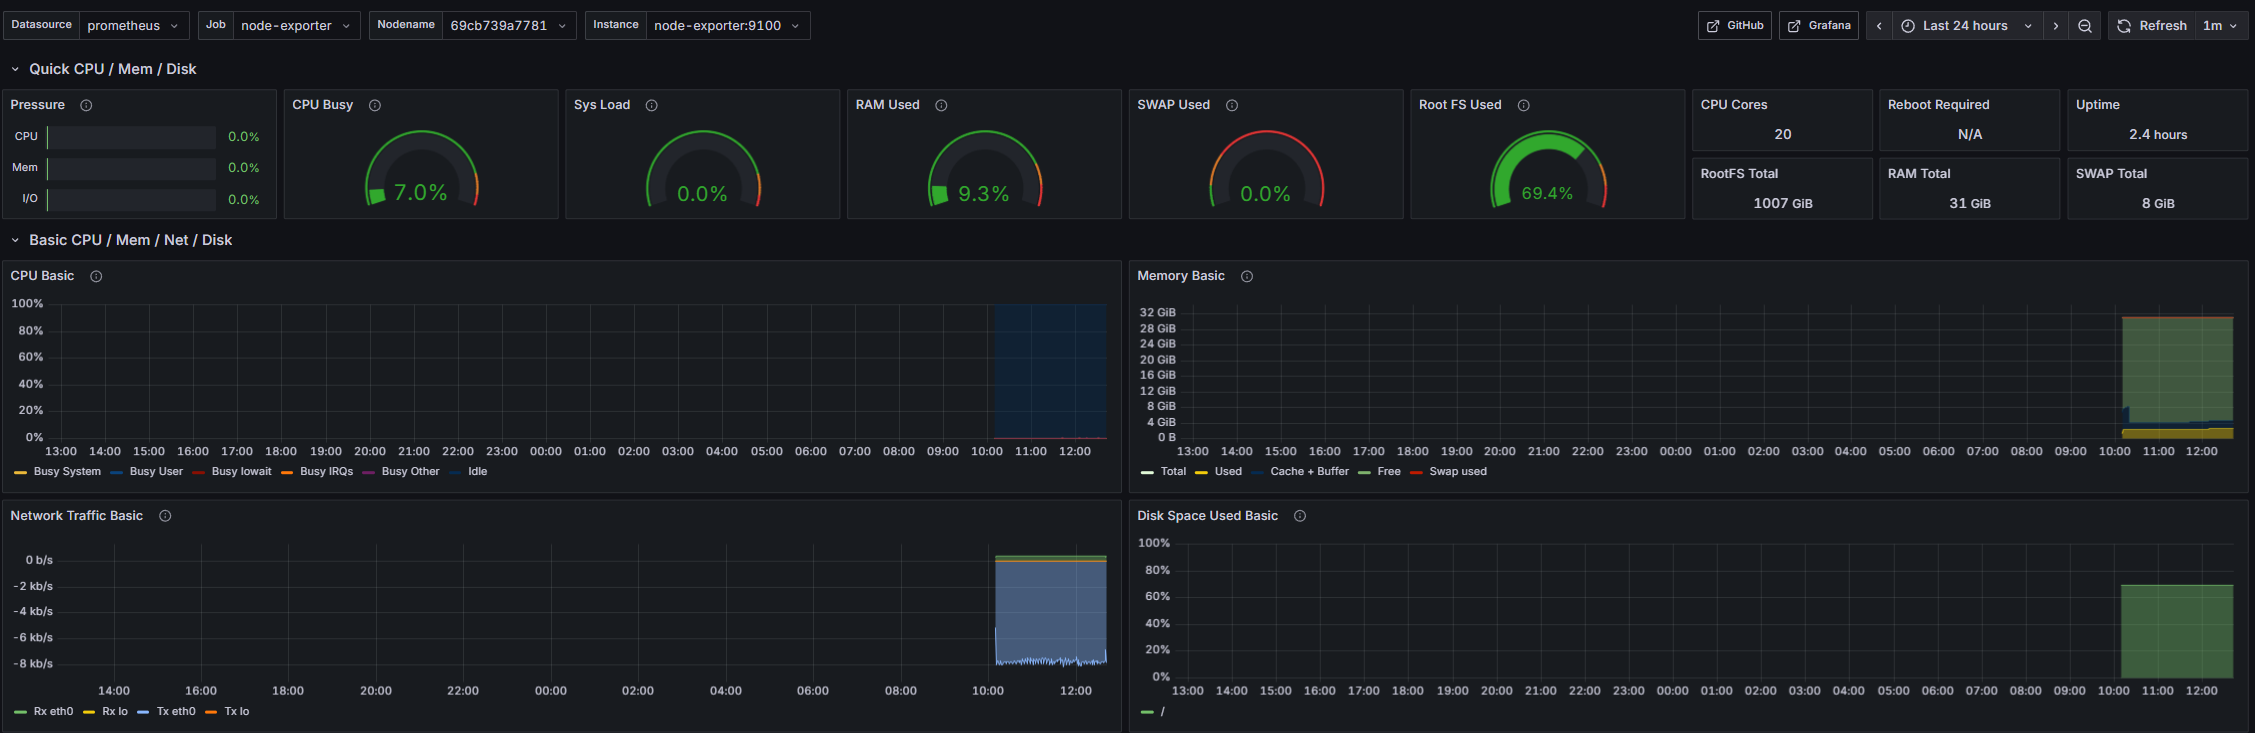 Datasource prometheus Job node-exporter Nodename 69cb739a7781 Instance node-exporter:9100 GitHub Grafana Last 24 hours Refresh 1m
Quick CPU / Mem / Disk
Pressure
CPU 0.0%
Mem 0.0%
I/O 0.0%
CPU Busy
7.0%
Sys Load
0.0%
RAM Used
9.3%
SWAP Used
0.0%
Root FS Used
69.4%
CPU Cores
20
Reboot Required
N/A
Uptime
2.4 hours
RootFS Total
1007 GiB
RAM Total
31 GiB
SWAP Total
8 GiB
Basic CPU / Mem / Net / Disk
CPU Basic
100%
80%
60%
40%
20%
0%
13:00 14:00 15:00 16:00 17:00 18:00 19:00 20:00 21:00 22:00 23:00 00:00 01:00 02:00 03:00 04:00 05:00 06:00 07:00 08:00 09:00 10:00 11:00 12:00
Busy System Busy User Busy Iowait Busy IRQs Busy Other Idle
Memory Basic
32 GiB
28 GiB
24 GiB
20 GiB
16 GiB
12 GiB
8 GiB
4 GiB
0 B
13:00 14:00 15:00 16:00 17:00 18:00 19:00 20:00 21:00 22:00 23:00 00:00 01:00 02:00 03:00 04:00 05:00 06:00 07:00 08:00 09:00 10:00 11:00 12:00
Total Used Cache + Buffer Free Swap used
Network Traffic Basic
0 b/s
-2 kb/s
-4 kb/s
-6 kb/s
-8 kb/s
14:00 16:00 18:00 20:00 22:00 00:00 02:00 04:00 06:00 08:00 10:00 12:00
Rx eth0 Rx lo Tx eth0 Tx lo
Disk Space Used Basic
100%
80%
60%
40%
20%
0%
13:00 14:00 15:00 16:00 17:00 18:00 19:00 20:00 21:00 22:00 23:00 00:00 01:00 02:00 03:00 04:00 05:00 06:00 07:00 08:00 09:00 10:00 11:00 12:00
/